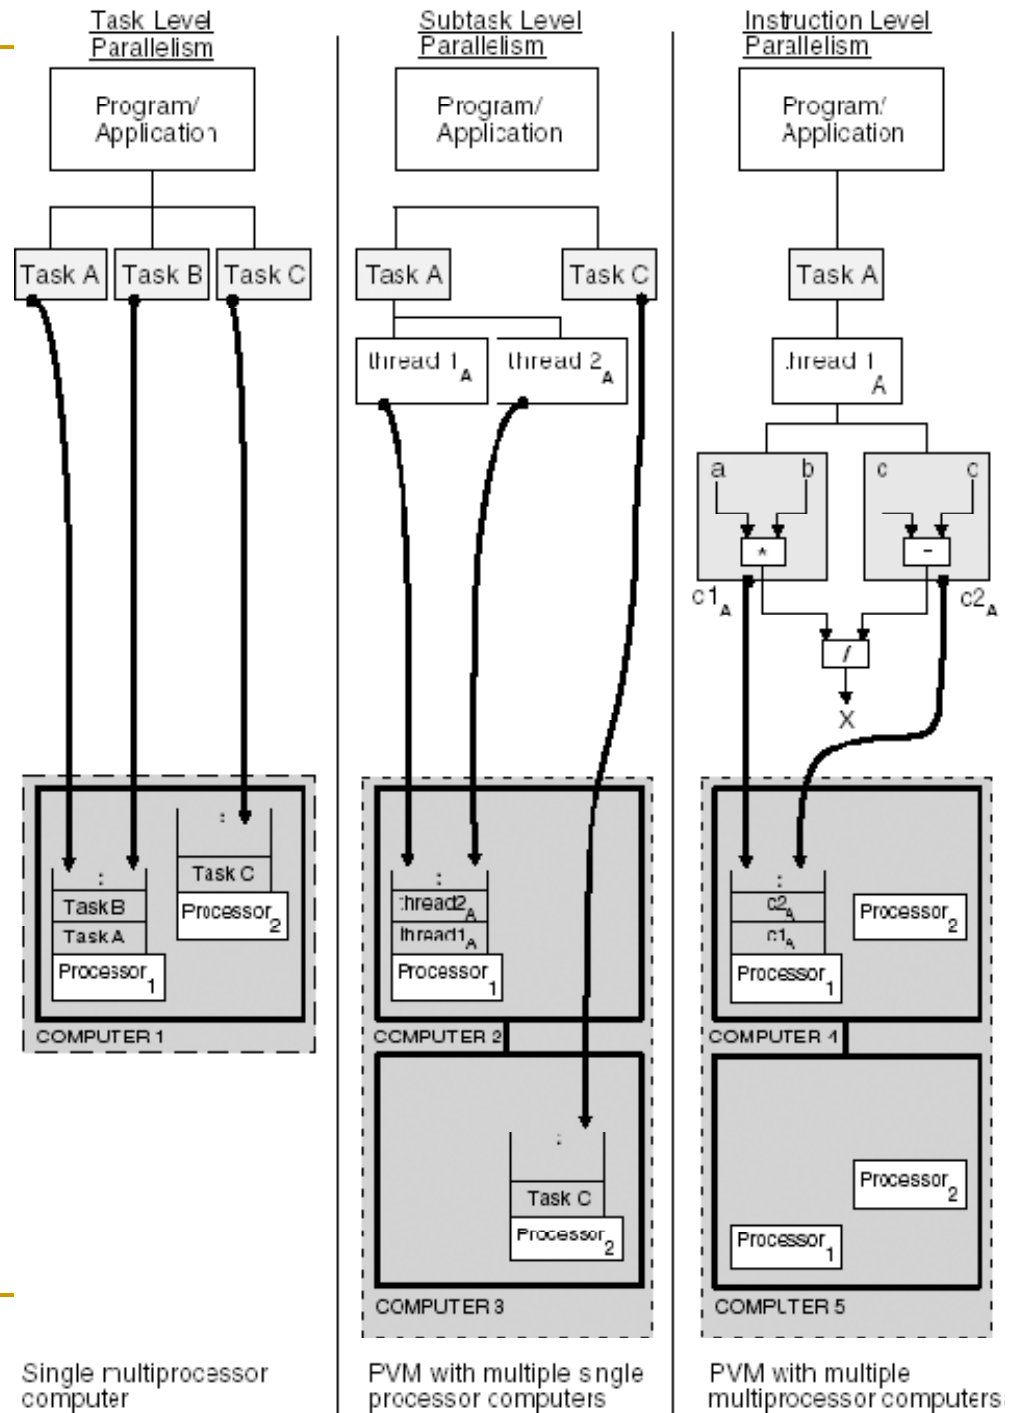 Task Level
Parallelism
Program/
Application
Task A
Task B
Task C
:
Task C
Processor2
:
TaskB
TaskA
Processor1
COMPUTER 1
Single multiprocessor
computer
Subtask Level
Parallelism
Program/
Application
Task A
Task C
thread 1A
thread 2A
:
thread2A
thread1A
Processor1
COMPUTER 2
:
Task C
Processor2
COMPUTER 3
PVM with multiple single
processor computers
Instruction Level
Parallelism
Program/
Application
Task A
thread 1
A
a b
c c
*
-
c1A
c2A
/
X
:
c2A
c1A
Processor1
Processor2
COMPUTER 4
Processor2
Processor1
COMPUTER 5
PVM with multiple
multiprocessor computers